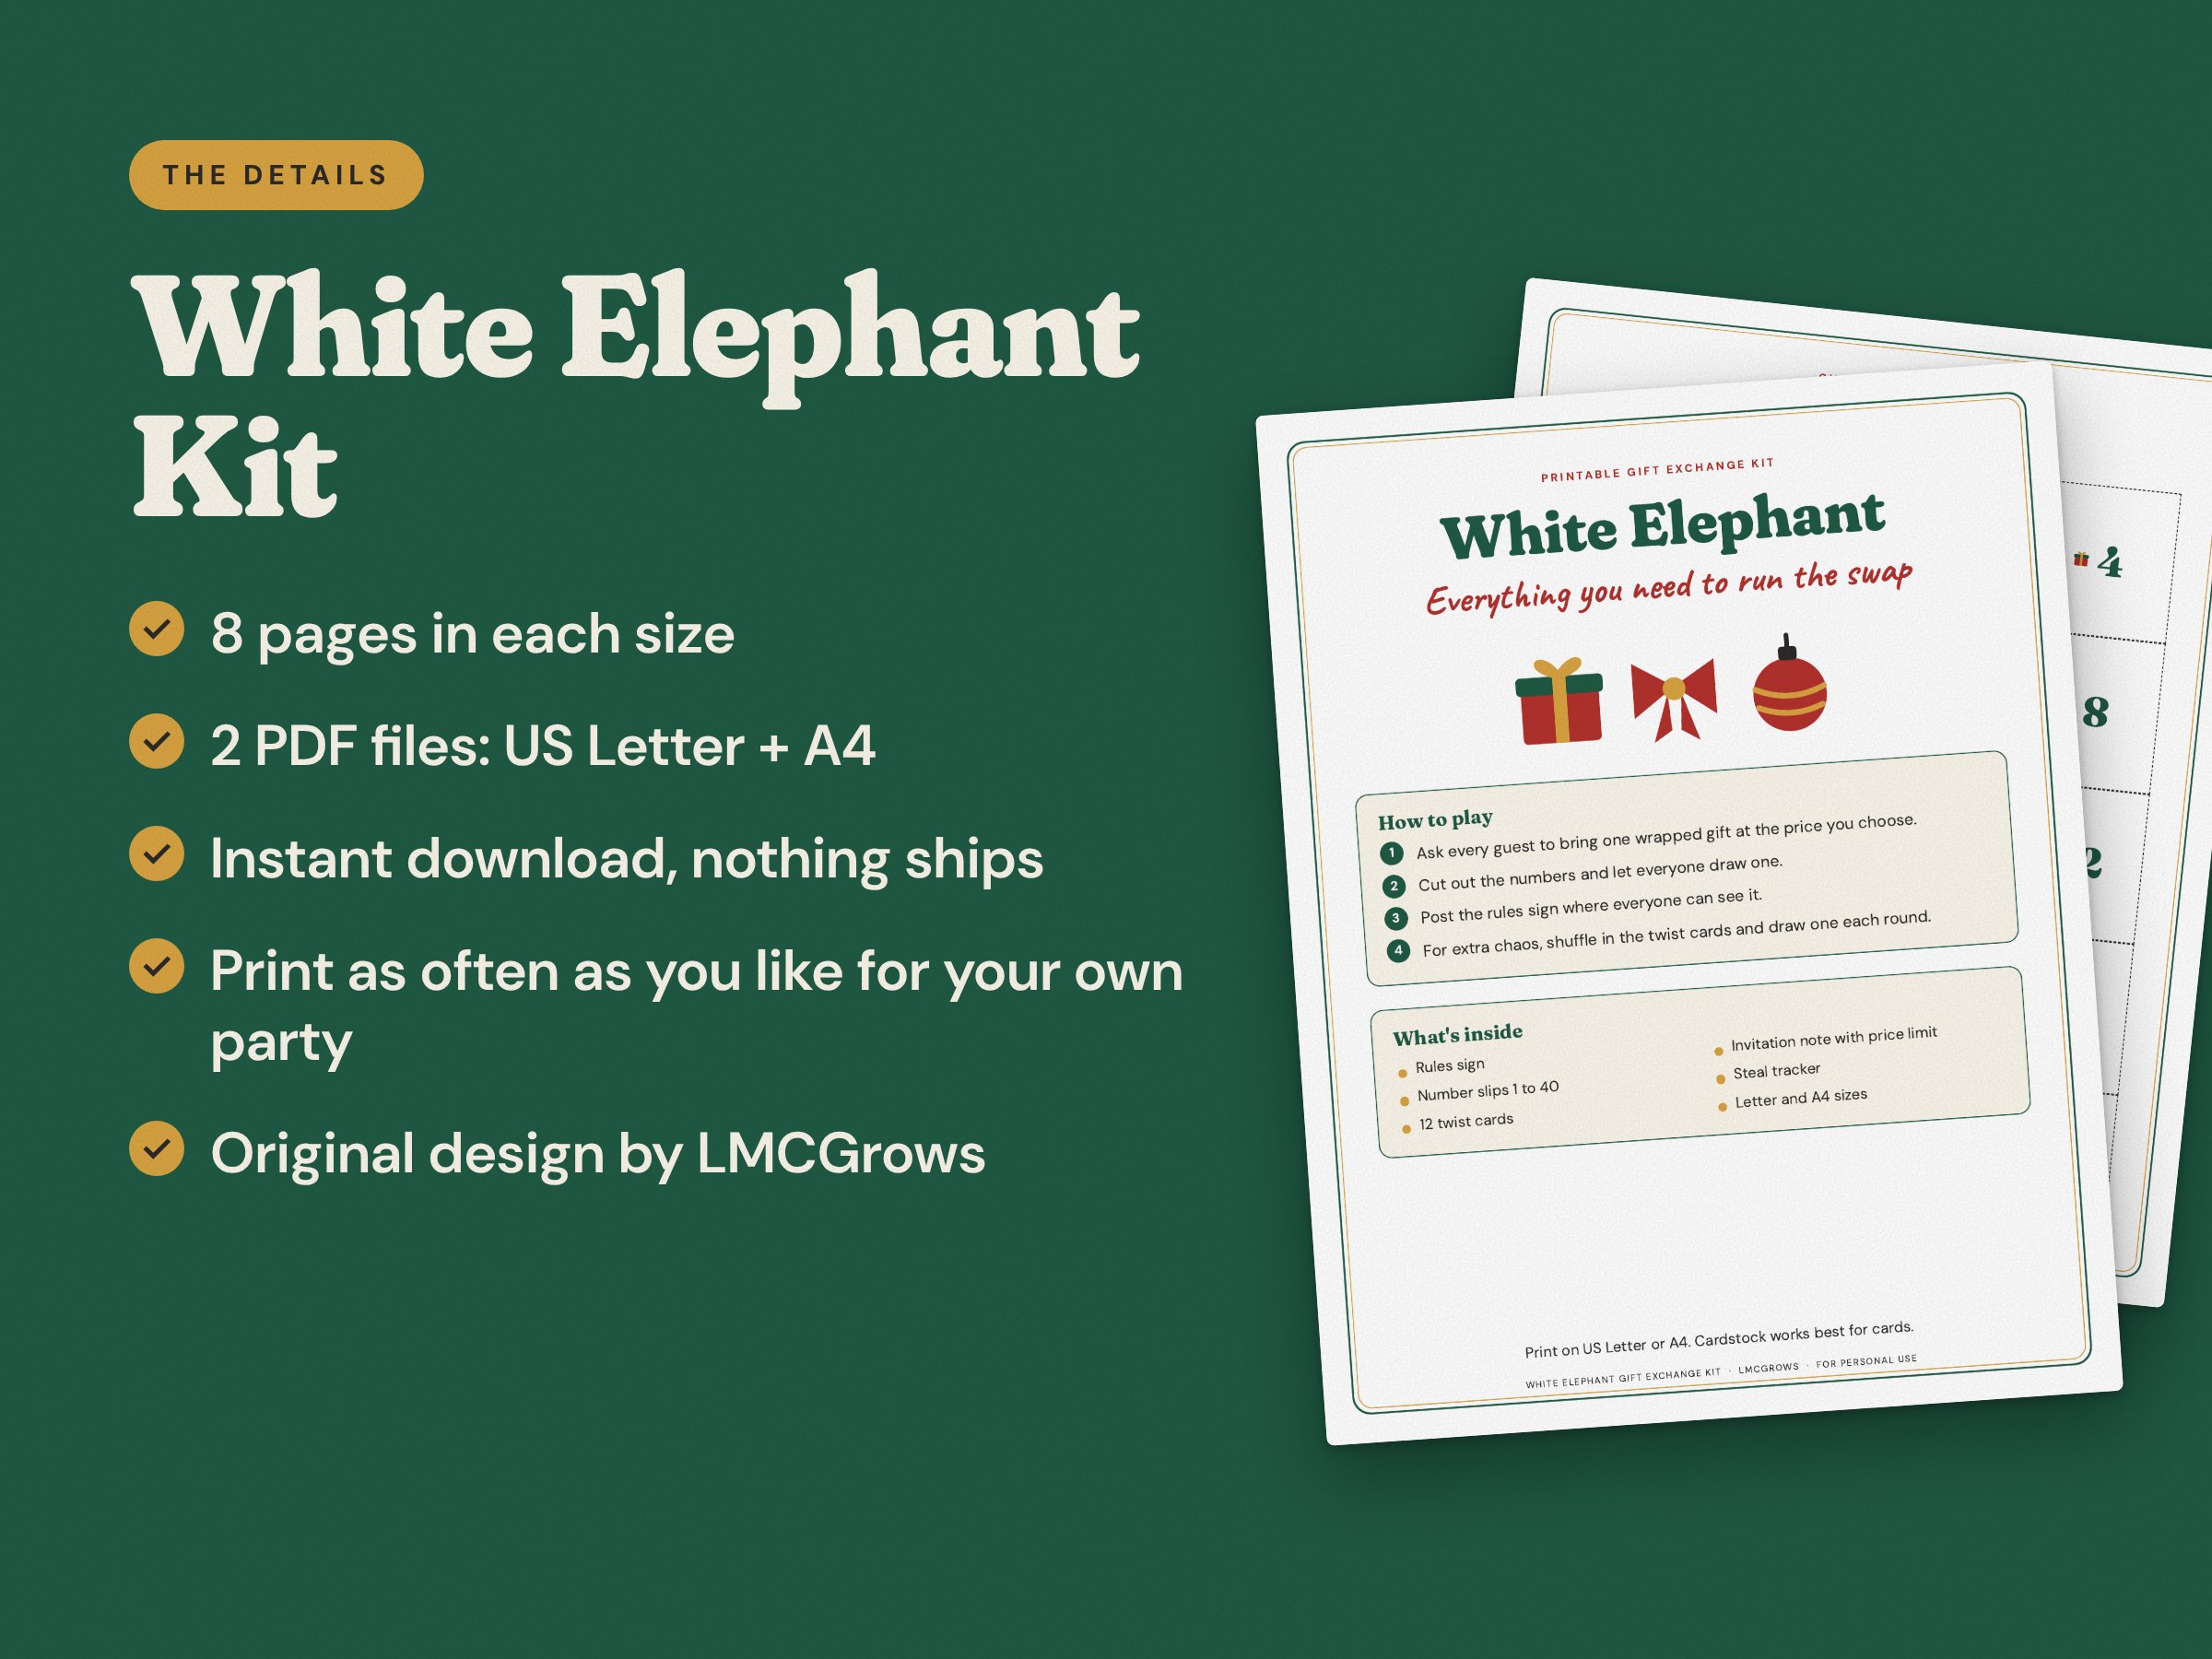 THE DETAILS
White Elephant
Kit
8 pages in each size
2 PDF files: US Letter + A4
Instant download, nothing ships
Print as often as you like for your own
party
Original design by LMCGrows
PRINTABLE GIFT EXCHANGE KIT
White Elephant
Everything you need to run the swap
How to play
1 Ask every guest to bring one wrapped gift at the price you choose.
2 Cut out the numbers and let everyone draw one.
3 Post the rules sign where everyone can see it.
4 For extra chaos, shuffle in the twist cards and draw one each round.
What's inside
Rules sign
Number slips 1 to 40
12 twist cards
Invitation note with price limit
Steal tracker
Letter and A4 sizes
Print on US Letter or A4. Cardstock works best for cards.
WHITE ELEPHANT GIFT EXCHANGE KIT · LMCGROWS · FOR PERSONAL USE
4
8
2